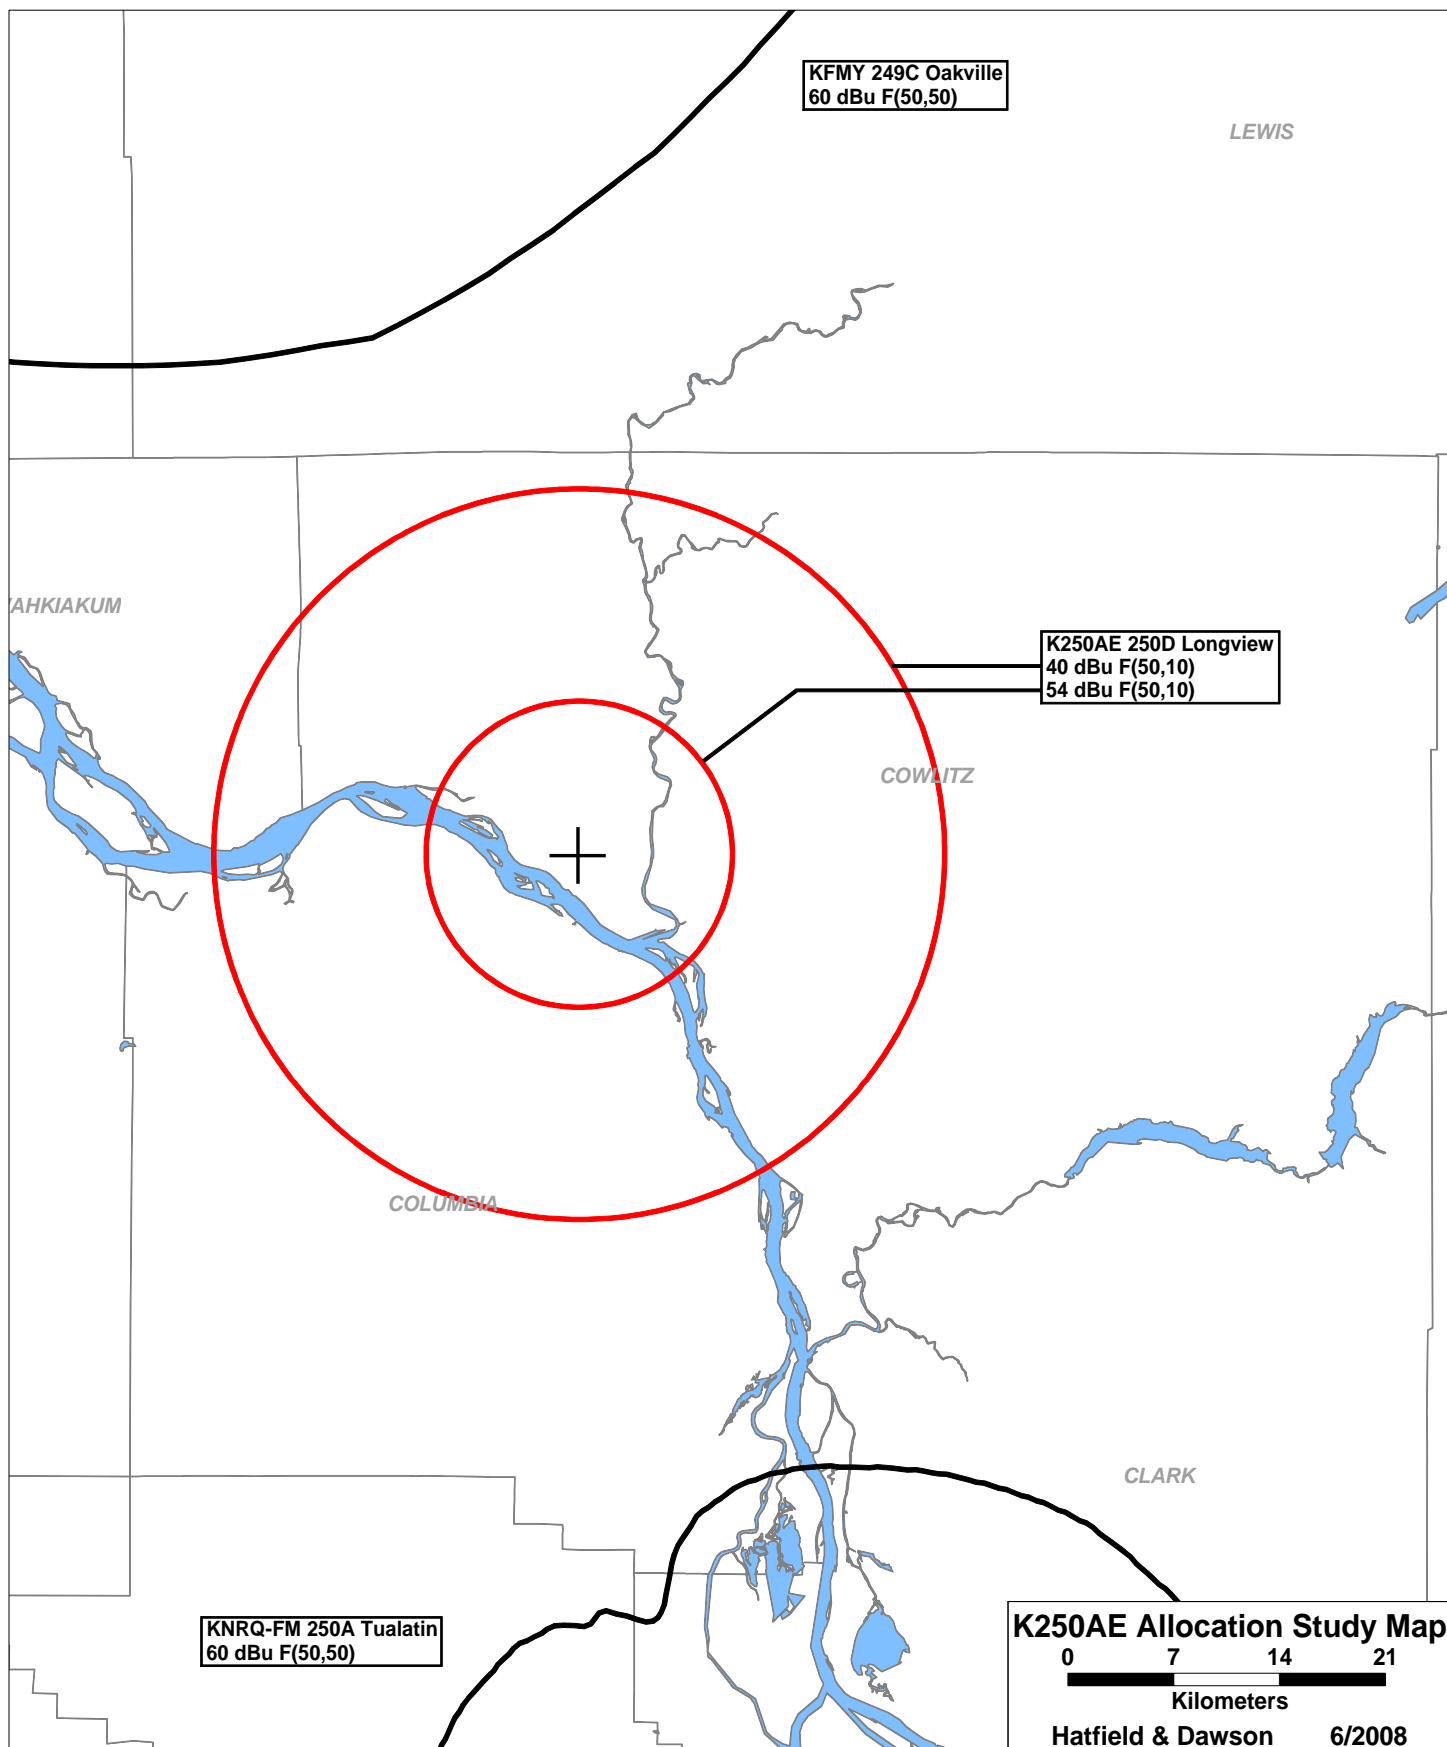 KFMY 249C Oakville
60 dBu F(50,50)
LEWIS
/AHKIAKUM
K250AE 250D Longview
40 dBu F(50,10)
54 dBu F(50,10)
COWLITZ
COLUMBIA
CLARK
KNRQ-FM 250A Tualatin
60 dBu F(50,50)
K250AE Allocation Study Map
0 7 14 21
Kilometers
Hatfield & Dawson 6/2008